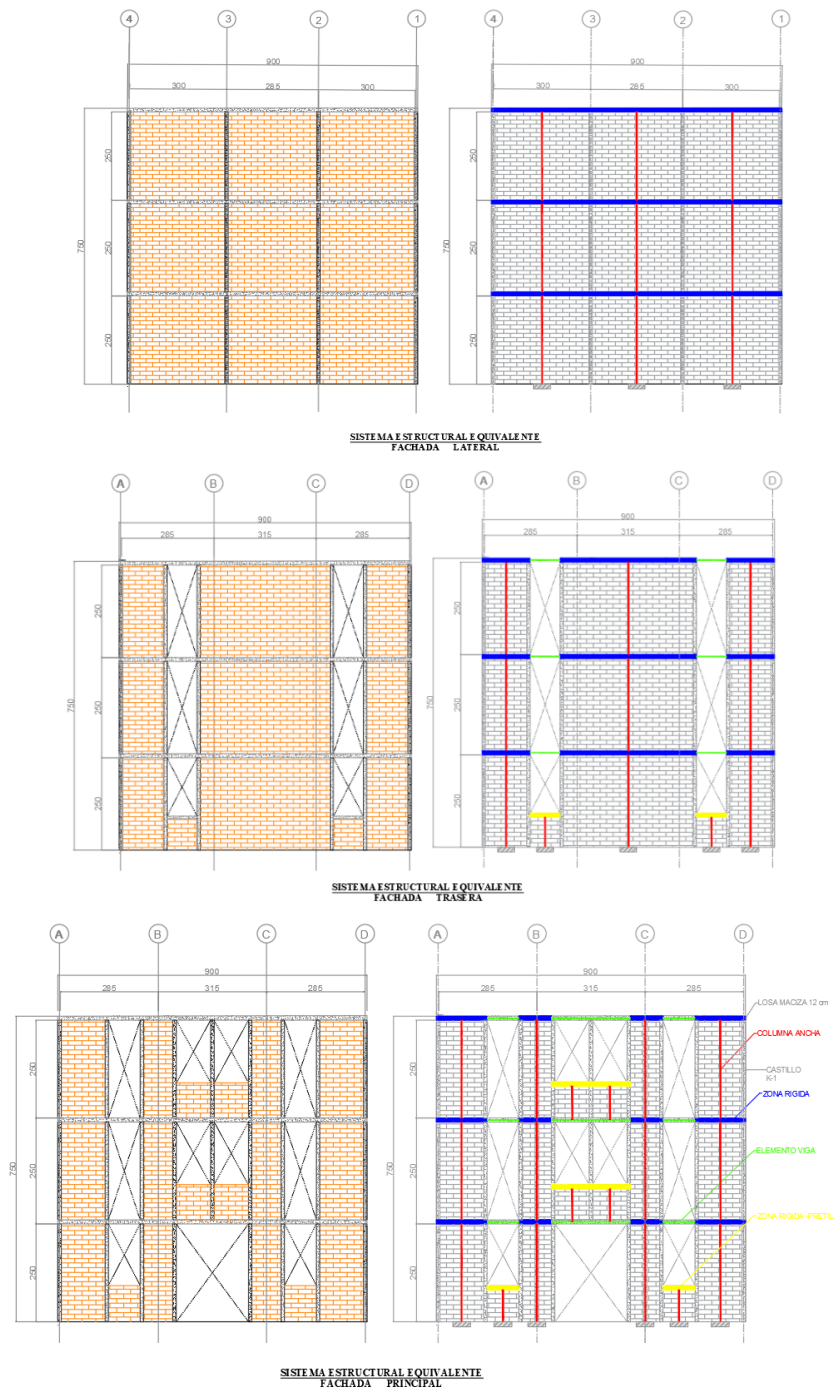 4 3 2 1
900
300 285 300
250
250
250
750
4 3 2 1
900
300 285 300
250
250
250
750
SISTEMA ESTRUCTURAL EQUIVALENTE
FACHADA LATERAL
A B C D
900
285 315 285
250
250
250
750
A B C D
900
285 315 285
250
250
250
750
SISTEMA ESTRUCTURAL EQUIVALENTE
FACHADA TRASERA
A B C D
900
285 315 285
250
250
250
750
A B C D
900
285 315 285
250
250
250
750
LOSA MACIZA 12 cm
COLUMNA ANCHA
CASTILLO
K-1
ZONA RIGIDA
ELEMENTO VIGA
ZONA RIGIDA-PRETIL
SISTEMA ESTRUCTURAL EQUIVALENTE
FACHADA PRINCIPAL